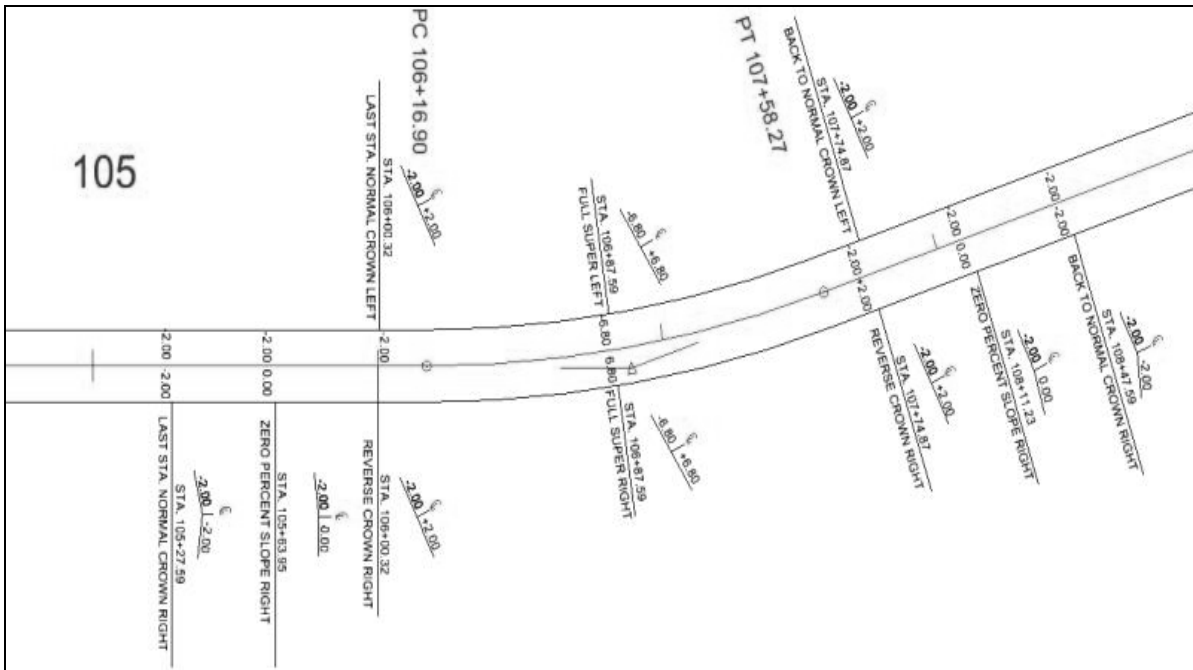 105
PC 106+16.90
PT 107+58.27
LAST STA. NORMAL CROWN LEFT
STA. 106+00.32
-2.00 +2.00
℄
FULL SUPER LEFT
STA. 106+87.59
-6.80 +6.80
℄
BACK TO NORMAL CROWN LEFT
STA. 107+74.87
-2.00 +2.00
℄
-2.00 -2.00
-2.00 0.00
-2.00
-6.80 6.80
-2.00 +2.00
-2.00 0.00
-2.00 -2.00
LAST STA. NORMAL CROWN RIGHT
STA. 105+27.59
-2.00 -2.00
℄
ZERO PERCENT SLOPE RIGHT
STA. 105+63.95
-2.00 0.00
℄
REVERSE CROWN RIGHT
STA. 106+00.32
-2.00 +2.00
℄
FULL SUPER RIGHT
STA. 106+87.59
-6.80 +6.80
℄
REVERSE CROWN RIGHT
STA. 107+74.87
-2.00 +2.00
℄
ZERO PERCENT SLOPE RIGHT
STA. 108+11.23
-2.00 0.00
℄
BACK TO NORMAL CROWN RIGHT
STA. 108+47.59
-2.00 -2.00
℄